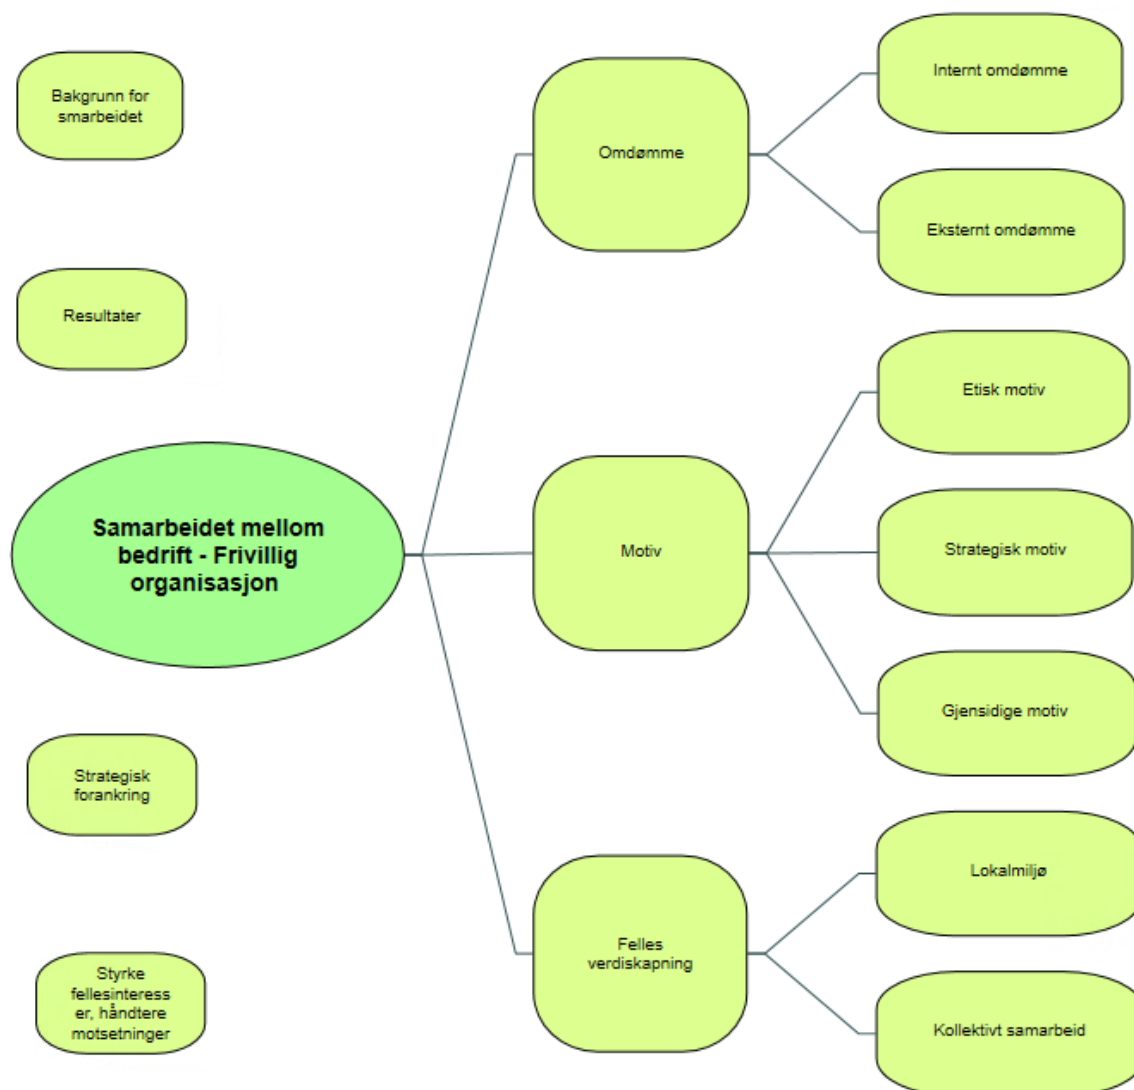 Bakgrunn for
smarbeidet
Resultater
Samarbeidet mellom
bedrift - Frivillig
organisasjon
Strategisk
forankring
Styrke
fellesinteress
er, håndtere
motsetninger
Omdømme
Internt omdømme
Eksternt omdømme
Motiv
Etisk motiv
Strategisk motiv
Gjensidige motiv
Felles
verdiskapning
Lokalmiljø
Kollektivt samarbeid